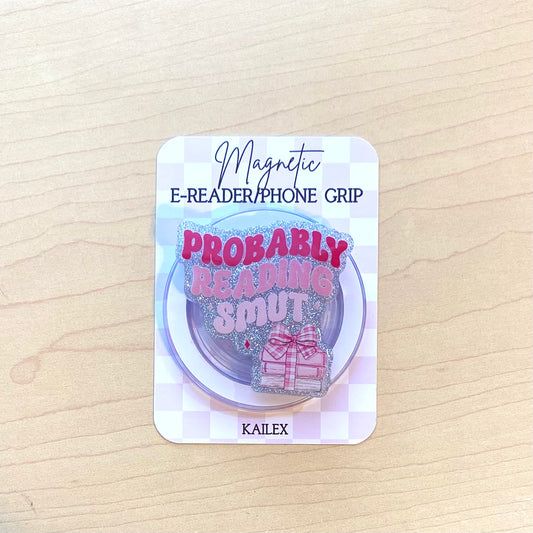 Magnetic
E-READER/PHONE GRIP
PROBABLY
READING
SMUT
KAILEX